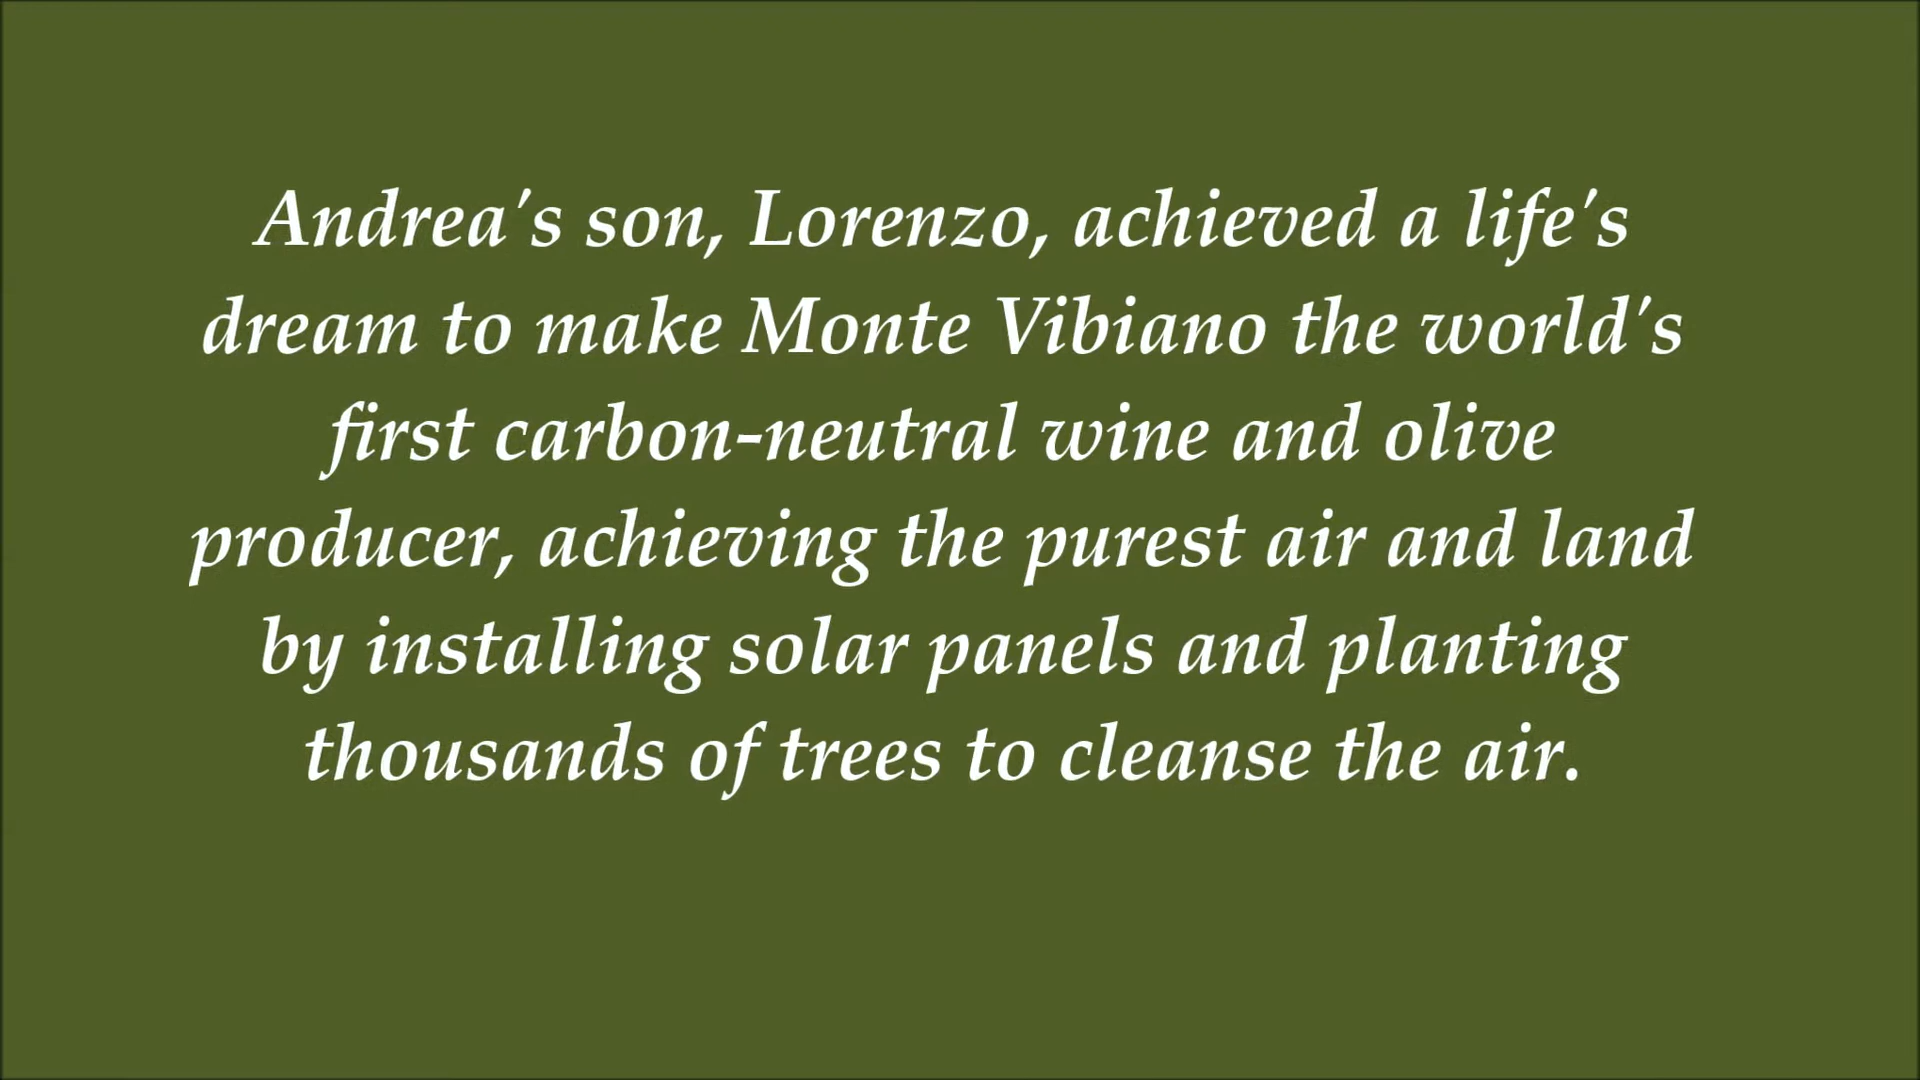 Andrea's son, Lorenzo, achieved a life's
dream to make Monte Vibiano the world's
first carbon-neutral wine and olive
producer, achieving the purest air and land
by installing solar panels and planting
thousands of trees to cleanse the air.